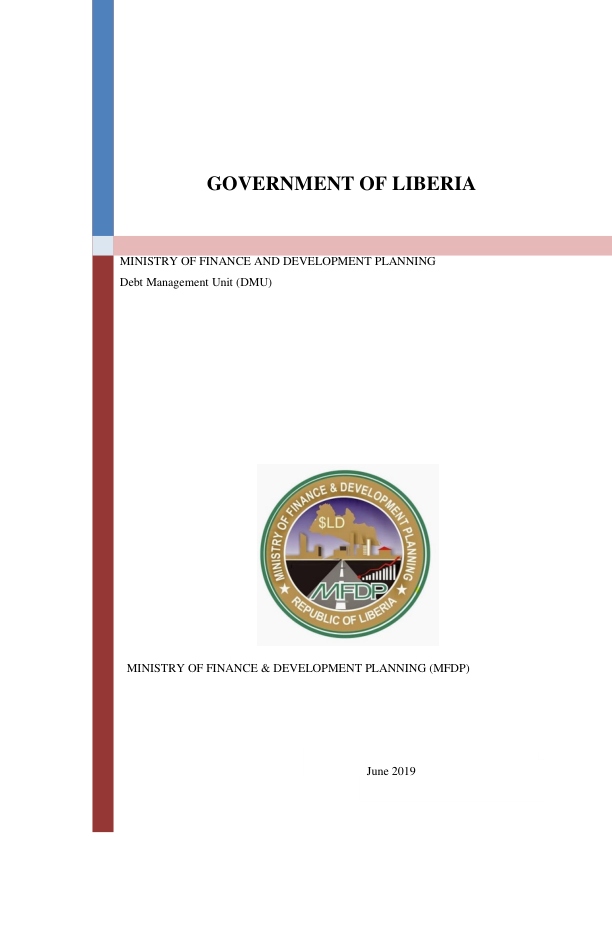 GOVERNMENT OF LIBERIA
MINISTRY OF FINANCE AND DEVELOPMENT PLANNING
Debt Management Unit (DMU)
MINISTRY OF FINANCE & DEVELOPMENT PLANNING
$LD
MFDP
REPUBLIC OF LIBERIA
MINISTRY OF FINANCE & DEVELOPMENT PLANNING (MFDP)
June 2019